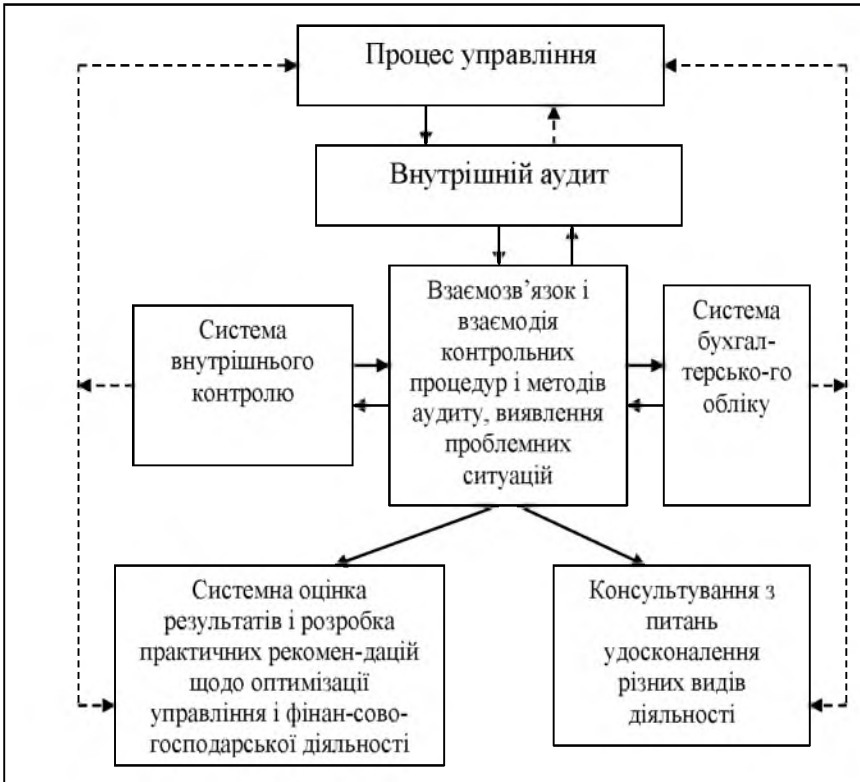 Процес управління
Внутрішній аудит
Система
внутрішнього
контролю
Взаємозв’язок і
взаємодія
контрольних
процедур і методів
аудиту, виявлення
проблемних
ситуацій
Система
бухгал-
терсько-го
обліку
Системна оцінка
результатів і розробка
практичних рекомен-дацій
щодо оптимізації
управління і фінан-сово-
господарської діяльності
Консультування з
питань
удосконалення
різних видів
діяльності